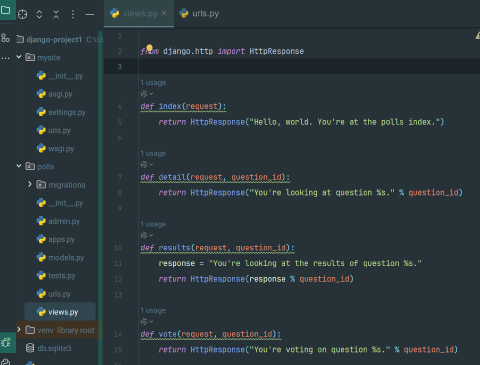 views.py
urls.py
django-project1 C:\U
mysite
__init__.py
asgi.py
settings.py
urls.py
wsgi.py
polls
migrations
__init__.py
admin.py
apps.py
models.py
tests.py
urls.py
views.py
venv library root
db.sqlite3
1
2 from django.http import HttpResponse
3
1 usage
4 def index(request):
5 return HttpResponse("Hello, world. You're at the polls index.")
6
1 usage
7 def detail(request, question_id):
8 return HttpResponse("You're looking at question %s." % question_id)
9
1 usage
10 def results(request, question_id):
11 response = "You're looking at the results of question %s."
12 return HttpResponse(response % question_id)
13
1 usage
14 def vote(request, question_id):
15 return HttpResponse("You're voting on question %s." % question_id)